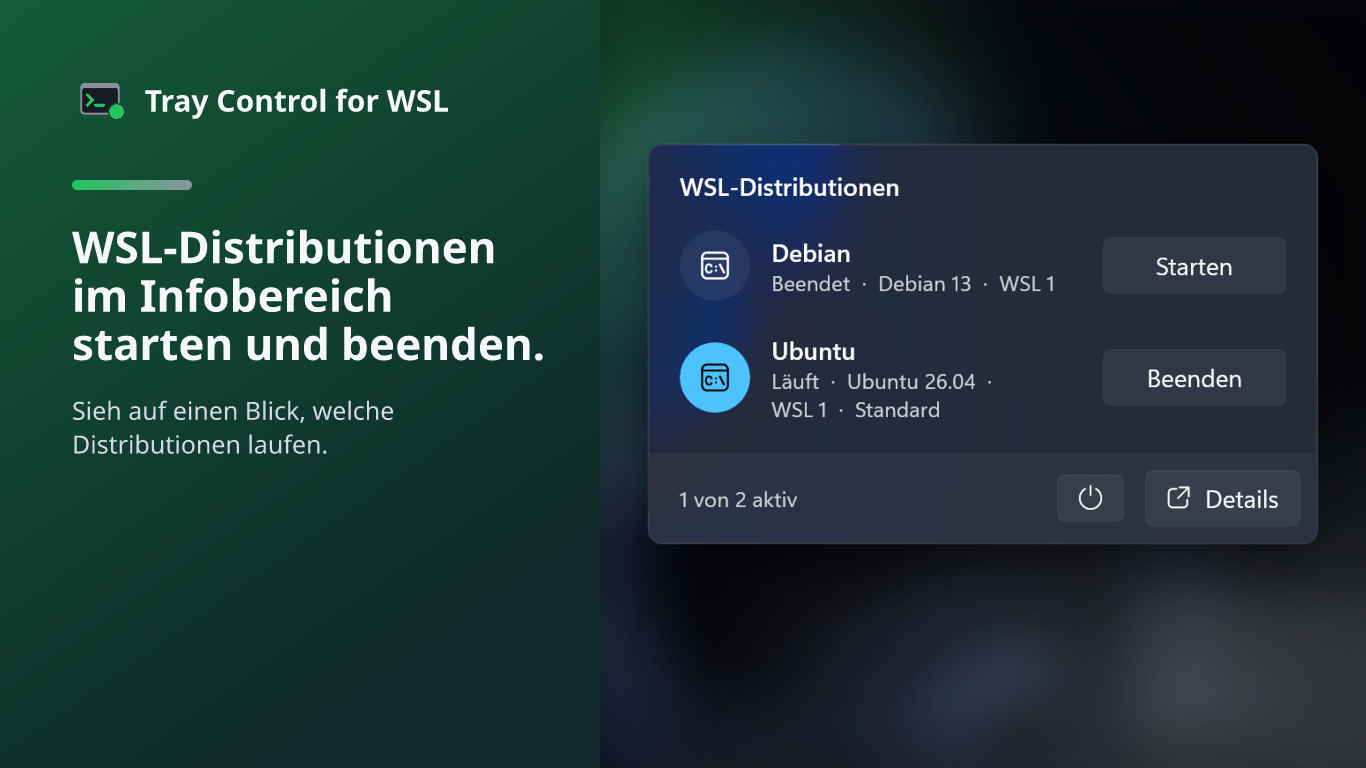 Tray Control for WSL
WSL-Distributionen
im Infobereich
starten und beenden.
Sieh auf einen Blick, welche
Distributionen laufen.
WSL-Distributionen
C:\
Debian
Beendet · Debian 13 · WSL 1
Starten
C:\
Ubuntu
Läuft · Ubuntu 26.04 ·
WSL 1 · Standard
Beenden
1 von 2 aktiv
Details